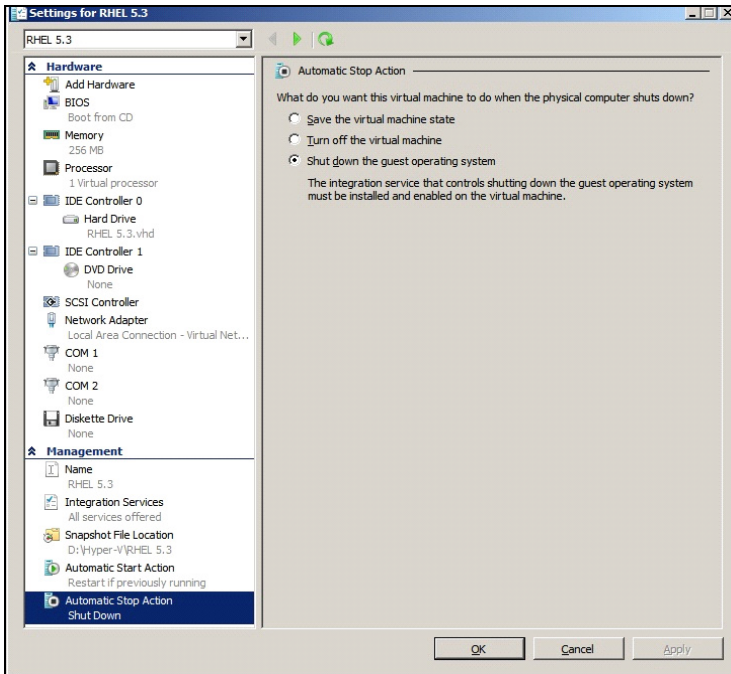 Settings for RHEL 5.3
RHEL 5.3
Hardware
Add Hardware
BIOS
Boot from CD
Memory
256 MB
Processor
1 Virtual processor
IDE Controller 0
Hard Drive
RHEL 5.3.vhd
IDE Controller 1
DVD Drive
None
SCSI Controller
Network Adapter
Local Area Connection - Virtual Net...
COM 1
None
COM 2
None
Diskette Drive
None
Management
Name
RHEL 5.3
Integration Services
All services offered
Snapshot File Location
D:\Hyper-V\RHEL 5.3
Automatic Start Action
Restart if previously running
Automatic Stop Action
Shut Down
Automatic Stop Action
What do you want this virtual machine to do when the physical computer shuts down?
Save the virtual machine state
Turn off the virtual machine
Shut down the guest operating system
The integration service that controls shutting down the guest operating system
must be installed and enabled on the virtual machine.
OK
Cancel
Apply